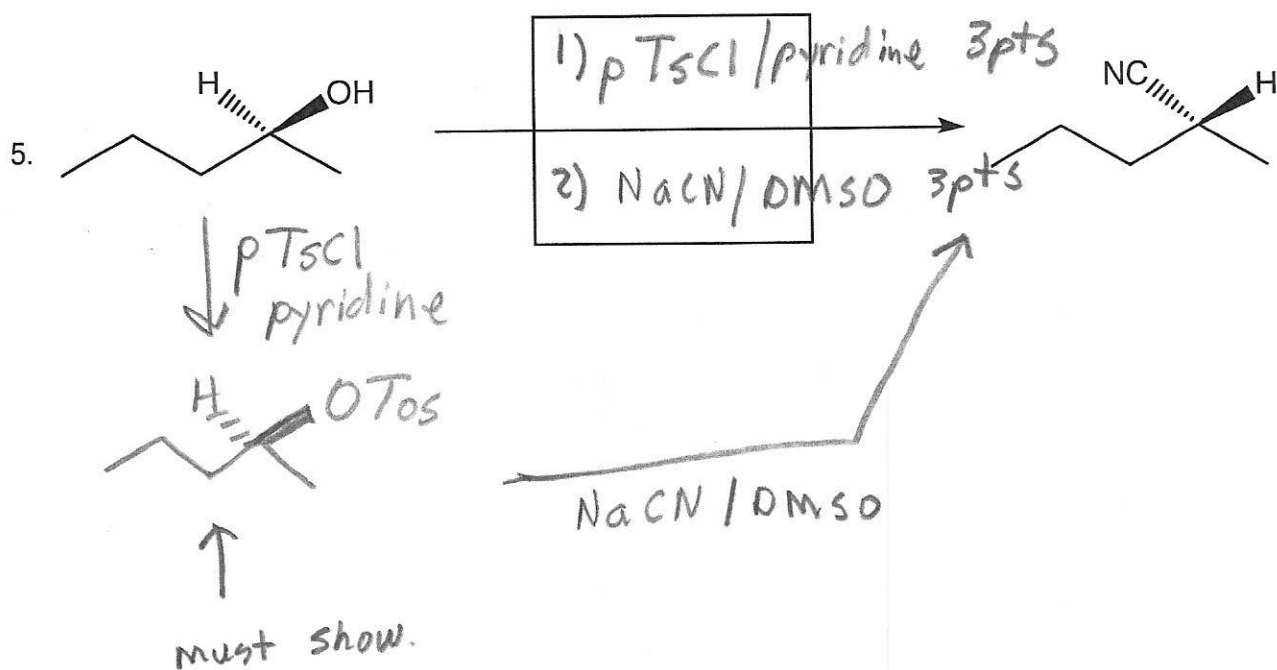 1) pTsCl/pyridine 3pts
H OH
NC H
5.
2) NaCN/DMSO 3pts
pTsCl
pyridine
H OTos
NaCN/DMSO
must show.